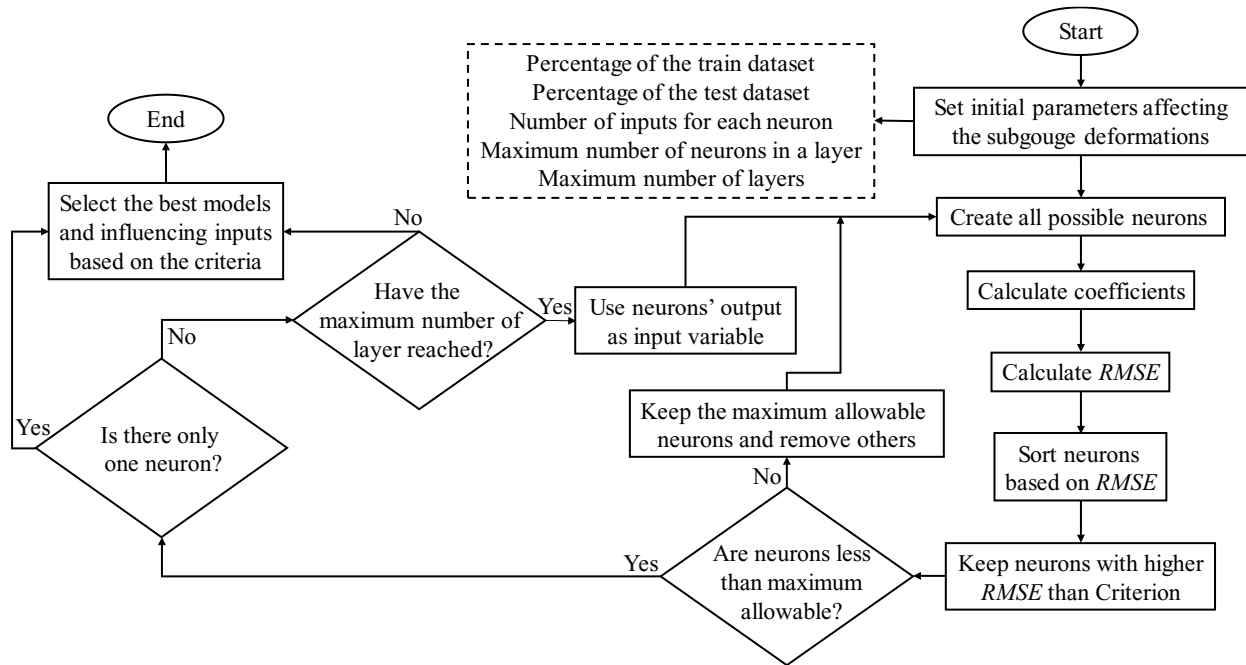 Start
Set initial parameters affecting
the subgouge deformations
Percentage of the train dataset
Percentage of the test dataset
Number of inputs for each neuron
Maximum number of neurons in a layer
Maximum number of layers
Create all possible neurons
Calculate coefficients
Calculate RMSE
Sort neurons
based on RMSE
Keep neurons with higher
RMSE than Criterion
Are neurons less
than maximum
allowable?
No
Keep the maximum allowable
neurons and remove others
Yes
Is there only
one neuron?
Yes
No
Have the
maximum number of
layer reached?
Yes
Use neurons’ output
as input variable
No
Select the best models
and influencing inputs
based on the criteria
End